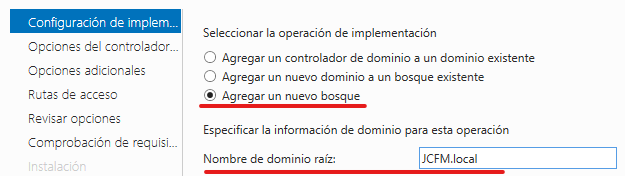 Configuración de implem...
Opciones del controlador...
Opciones adicionales
Rutas de acceso
Revisar opciones
Comprobación de requisi...
Instalación
Seleccionar la operación de implementación
Agregar un controlador de dominio a un dominio existente
Agregar un nuevo dominio a un bosque existente
Agregar un nuevo bosque
Especificar la información de dominio para esta operación
Nombre de dominio raíz: JCFM.local